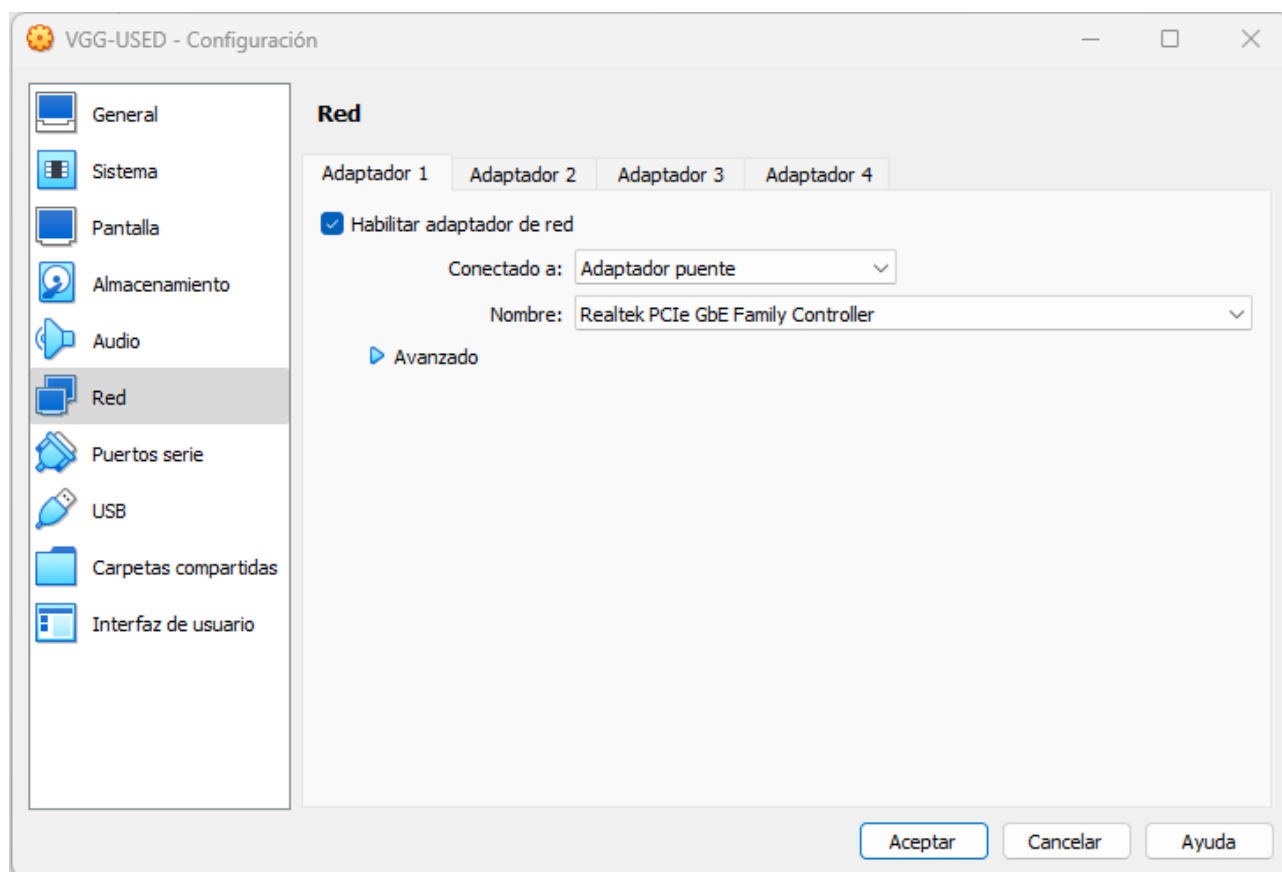 VGG-USED - Configuración
General
Sistema
Pantalla
Almacenamiento
Audio
Red
Puertos serie
USB
Carpetas compartidas
Interfaz de usuario
Red
Adaptador 1 Adaptador 2 Adaptador 3 Adaptador 4
Habilitar adaptador de red
Conectado a: Adaptador puente
Nombre: Realtek PCIe GbE Family Controller
Avanzado
Aceptar Cancelar Ayuda